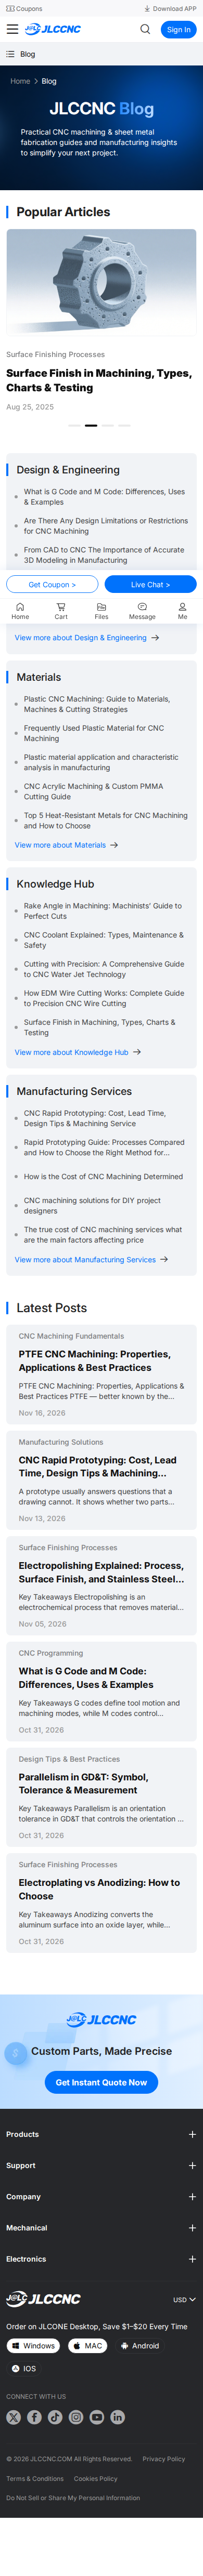 Coupons
Download APP
JLCCNC
Sign In
Blog
Home > Blog
JLCCNC Blog
Practical CNC machining & sheet metal
fabrication guides and manufacturing insights
to simplify your next project.
Popular Articles
Surface Finishing Processes
Surface Finish in Machining, Types,
Charts & Testing
Aug 25, 2025
Design & Engineering
What is G Code and M Code: Differences, Uses
& Examples
Are There Any Design Limitations or Restrictions
for CNC Machining
From CAD to CNC The Importance of Accurate
3D Modeling in Manufacturing
Get Coupon >
Live Chat >
Home
Cart
Files
Message
Me
View more about Design & Engineering →
Materials
Plastic CNC Machining: Guide to Materials,
Machines & Cutting Strategies
Frequently Used Plastic Material for CNC
Machining
Plastic material application and characteristic
analysis in manufacturing
CNC Acrylic Machining & Custom PMMA
Cutting Guide
Top 5 Heat-Resistant Metals for CNC Machining
and How to Choose
View more about Materials →
Knowledge Hub
Rake Angle in Machining: Machinists’ Guide to
Perfect Cuts
CNC Coolant Explained: Types, Maintenance &
Safety
Cutting with Precision: A Comprehensive Guide
to CNC Water Jet Technology
How EDM Wire Cutting Works: Complete Guide
to Precision CNC Wire Cutting
Surface Finish in Machining, Types, Charts &
Testing
View more about Knowledge Hub →
Manufacturing Services
CNC Rapid Prototyping: Cost, Lead Time,
Design Tips & Machining Service
Rapid Prototyping Guide: Processes Compared
and How to Choose the Right Method for...
How is the Cost of CNC Machining Determined
CNC machining solutions for DIY project
designers
The true cost of CNC machining services what
are the main factors affecting price
View more about Manufacturing Services →
Latest Posts
CNC Machining Fundamentals
PTFE CNC Machining: Properties,
Applications & Best Practices
PTFE CNC Machining: Properties, Applications &
Best Practices PTFE — better known by the...
Nov 16, 2026
Manufacturing Solutions
CNC Rapid Prototyping: Cost, Lead
Time, Design Tips & Machining...
A prototype usually answers questions that a
drawing cannot. It shows whether two parts...
Nov 13, 2026
Surface Finishing Processes
Electropolishing Explained: Process,
Surface Finish, and Stainless Steel...
Key Takeaways Electropolishing is an
electrochemical process that removes material...
Nov 05, 2026
CNC Programming
What is G Code and M Code:
Differences, Uses & Examples
Key Takeaways G codes define tool motion and
machining modes, while M codes control...
Oct 31, 2026
Design Tips & Best Practices
Parallelism in GD&T: Symbol,
Tolerance & Measurement
Key Takeaways Parallelism is an orientation
tolerance in GD&T that controls the orientation ...
Oct 31, 2026
Surface Finishing Processes
Electroplating vs Anodizing: How to
Choose
Key Takeaways Anodizing converts the
aluminum surface into an oxide layer, while...
Oct 31, 2026
JLCCNC
Custom Parts, Made Precise
Get Instant Quote Now
Products
Support
Company
Mechanical
Electronics
JLCCNC
USD
Order on JLCONE Desktop, Save $1–$20 Every Time
Windows
MAC
Android
IOS
CONNECT WITH US
© 2026 JLCCNC.COM All Rights Reserved.
Privacy Policy
Terms & Conditions
Cookies Policy
Do Not Sell or Share My Personal Information